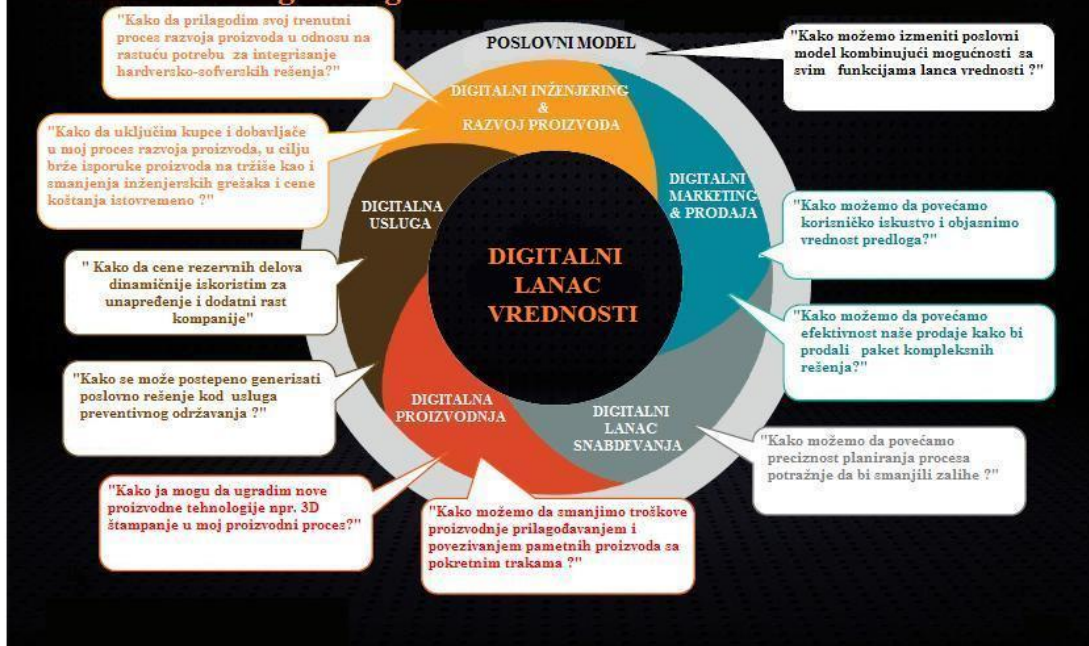 "Kako da prilagodim svoj trenutni
proces razvoja proizvoda u odnosu na
rastuću potrebu za integrisanje
hardversko-sofverskih rešenja?"
POSLOVNI MODEL
"Kako možemo izmeniti poslovni
model kombinujući mogućnosti sa
svim funkcijama lanca vrednosti ?"
DIGITALNI INŽENJERING
&
RAZVOJ PROIZVODA
"Kako da uključim kupce i dobavljače
u moj proces razvoja proizvoda, u cilju
brže isporuke proizvoda na tržiše kao i
smanjenja inženjerskih grešaka i cene
koštanja istovremeno ?"
DIGITALNI
MARKETING
& PRODAJA
DIGITALNA
USLUGA
"Kako možemo da povećamo
korisničko iskustvo i objasnimo
vrednost predloga?"
DIGITALNI
LANAC
VREDNOSTI
" Kako da cene rezervnih delova
dinamičnije iskoristim za
unapređenje i dodatni rast
kompanije"
"Kako možemo da povećamo
efektivnost naše prodaje kako bi
prodali paket kompleksnih
rešenja?"
"Kako se može postepeno generisati
poslovno rešenje kod usluga
preventivnog održavanja ?"
DIGITALNA
PROIZVODNJA
DIGITALNI
LANAC
SNABDEVANJA
"Kako možemo da povećamo
preciznost planiranja procesa
potražnje da bi smanjili zalihe ?"
"Kako ja mogu da ugradim nove
proizvodne tehnologije npr. 3D
štampanje u moj proizvodni proces?"
"Kako možemo da smanjimo troškove
proizvodnje prilagođavanjem i
povezivanjem pametnih proizvoda sa
pokretnim trakama ?"